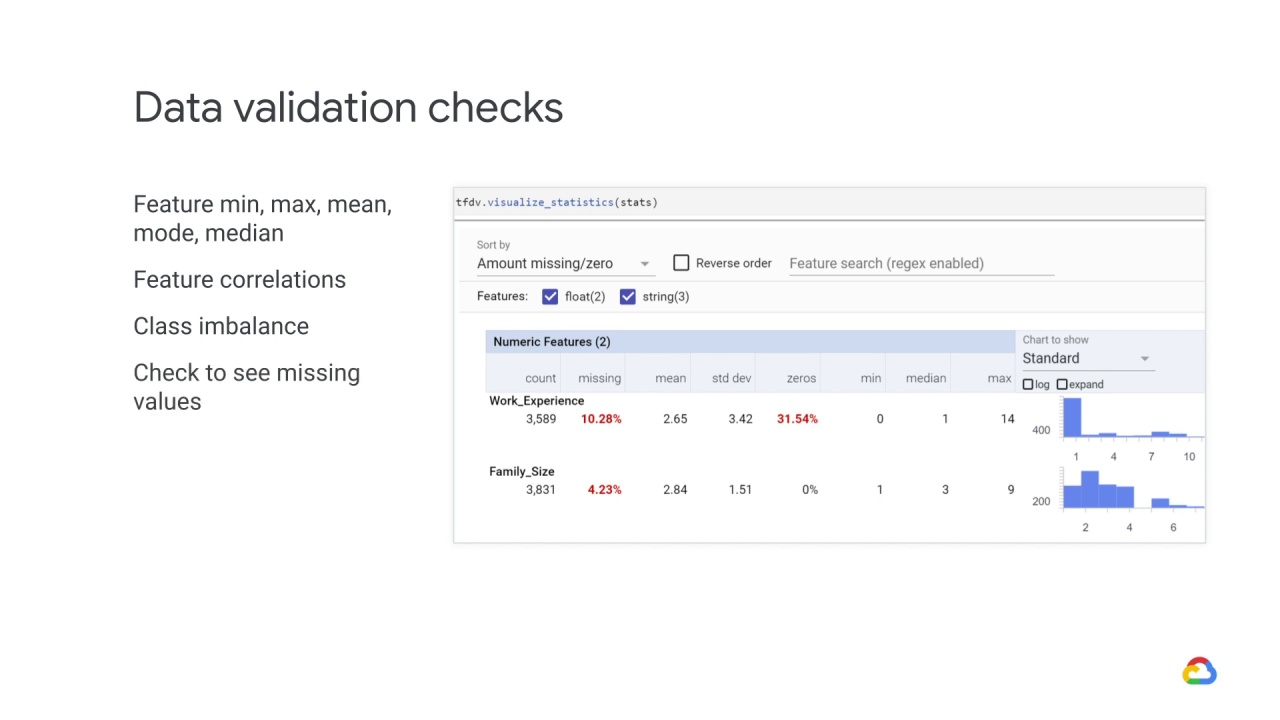 Data validation checks
Feature min, max, mean,
mode, median
Feature correlations
Class imbalance
Check to see missing
values
tfdv.visualize_statistics(stats)
Sort by
Amount missing/zero
Reverse order
Feature search (regex enabled)
Features: float(2) string(3)
Numeric Features (2)
Chart to show
Standard
count missing mean std dev zeros min median max
log expand
Work_Experience
3,589 10.28% 2.65 3.42 31.54% 0 1 14
400
1 4 7 10
Family_Size
3,831 4.23% 2.84 1.51 0% 1 3 9
200
2 4 6